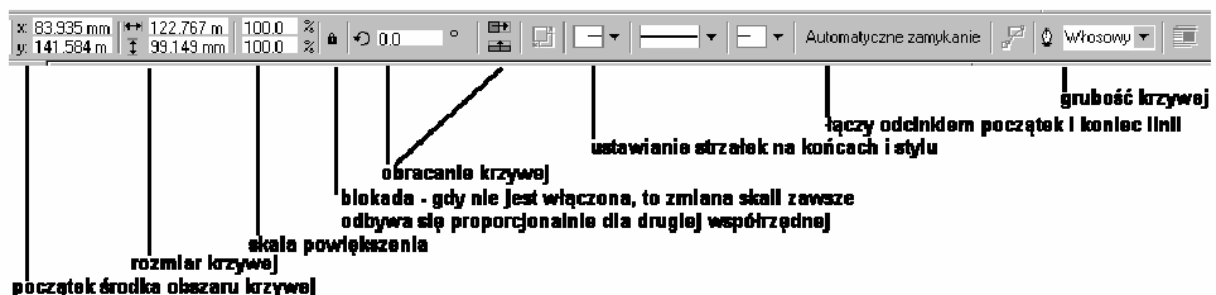 x: 83.935 mm 122.767 m 100.0 % 0.0 ° Automatyczne zamykanie Włosowy
y: 141.584 m 99.149 mm 100.0 %
grubość krzywej
łączy odcinkiem początek i koniec linii
ustawianie strzałek na końcach i stylu
obracanie krzywej
blokada - gdy nie jest włączona, to zmiana skali zawsze
odbywa się proporcjonalnie dla drugiej współrzędnej
skala powiększenia
rozmiar krzywej
początek środka obszaru krzywej